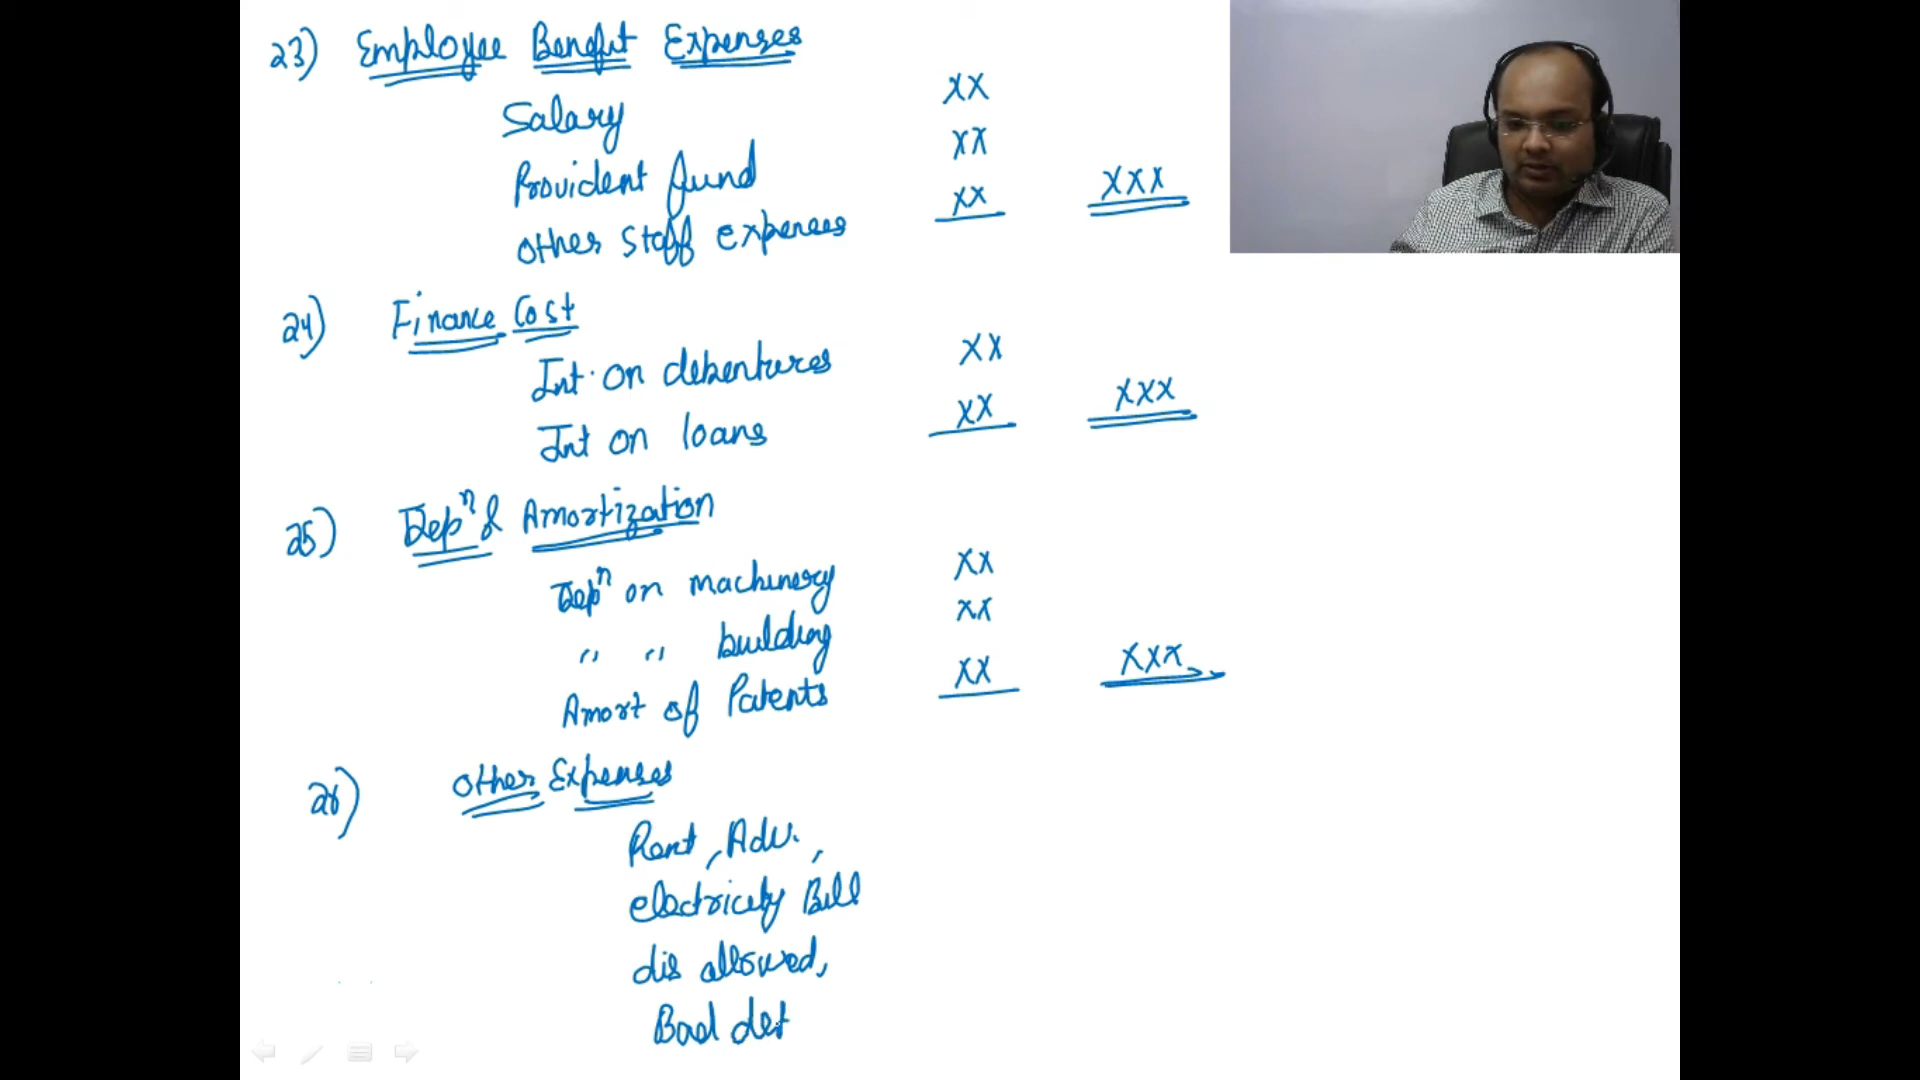 23) Employee Benefit Expenses
Salary XX
Provident fund XX
Other Staff expenses XX XXX
24) Finance Cost
Int. on debentures XX
Int on loans XX XXX
25) Depⁿ & Amortization
Depⁿ on machinery XX
" " building XX
Amort of Patents XX XXX
26) Other Expenses
Rent, Adv.,
electricity Bill
dis allowed,
Bad det